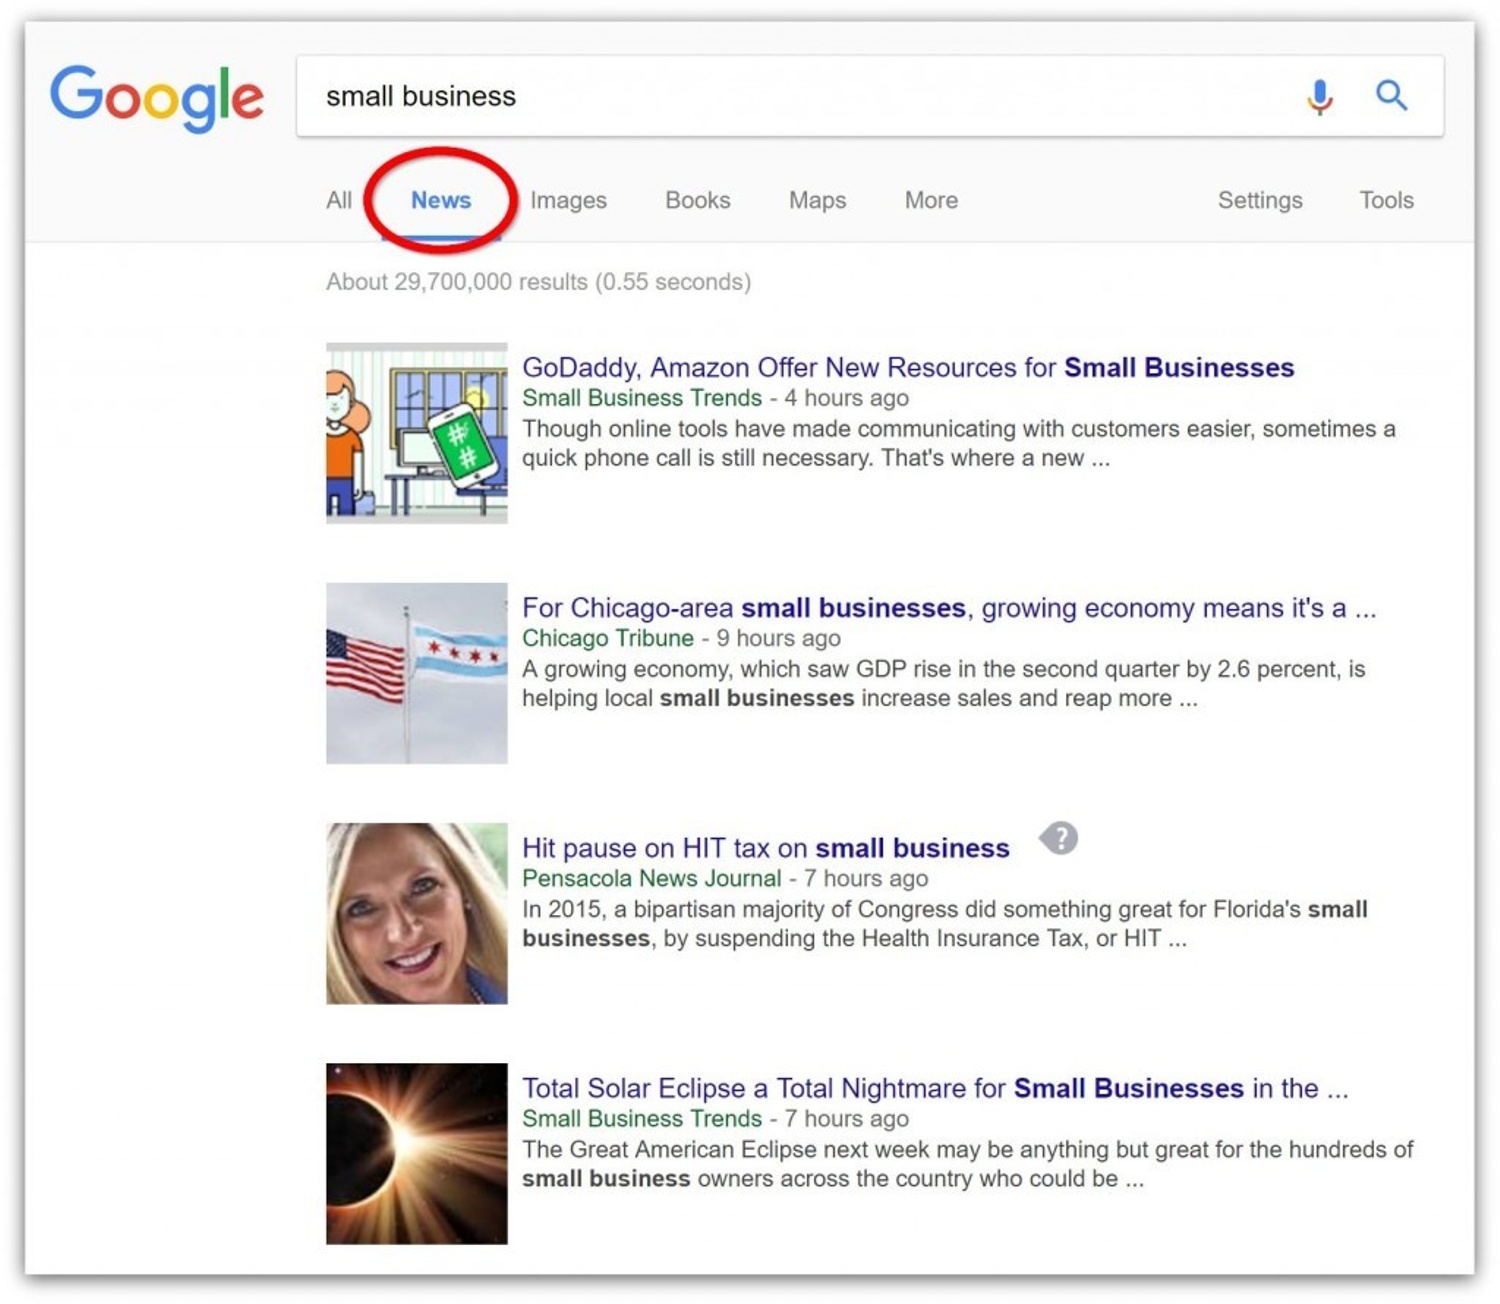 Google
small business
All News Images Books Maps More Settings Tools
About 29,700,000 results (0.55 seconds)
GoDaddy, Amazon Offer New Resources for Small Businesses
Small Business Trends - 4 hours ago
Though online tools have made communicating with customers easier, sometimes a
quick phone call is still necessary. That's where a new ...
##
#
For Chicago-area small businesses, growing economy means it's a ...
Chicago Tribune - 9 hours ago
A growing economy, which saw GDP rise in the second quarter by 2.6 percent, is
helping local small businesses increase sales and reap more ...
Hit pause on HIT tax on small business
?
Pensacola News Journal - 7 hours ago
In 2015, a bipartisan majority of Congress did something great for Florida's small
businesses, by suspending the Health Insurance Tax, or HIT ...
Total Solar Eclipse a Total Nightmare for Small Businesses in the ...
Small Business Trends - 7 hours ago
The Great American Eclipse next week may be anything but great for the hundreds of
small business owners across the country who could be ...